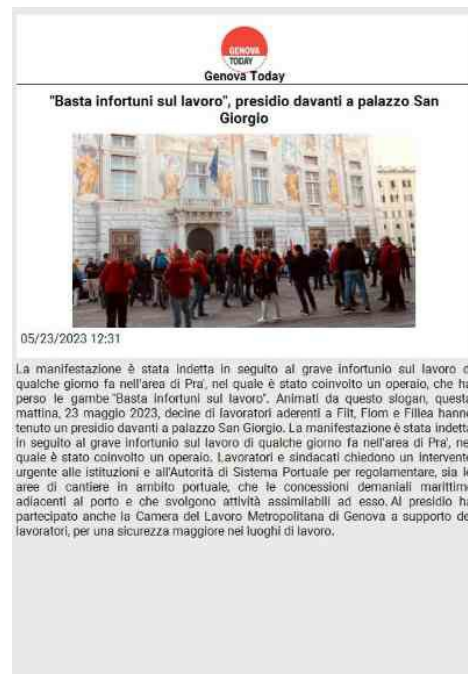 GENOVA
TODAY
Genova Today
"Basta infortuni sul lavoro", presidio davanti a palazzo San
Giorgio
05/23/2023 12:31
La manifestazione è stata indetta in seguito al grave infortunio sul lavoro d
qualche giorno fa nell'area di Pra', nel quale è stato coinvolto un operaio, che ha
perso le gambe "Basta infortuni sul lavoro". Animati da questo slogan, questa
mattina, 23 maggio 2023, decine di lavoratori aderenti a Filt, Fiom e Fillea hanno
tenuto un presidio davanti a palazzo San Giorgio. La manifestazione è stata indetta
in seguito al grave infortunio sul lavoro di qualche giorno fa nell'area di Pra', ne
quale è stato coinvolto un operaio. Lavoratori e sindacati chiedono un intervento
urgente alle istituzioni e all'Autorità di Sistema Portuale per regolamentare, sia le
aree di cantiere in ambito portuale, che le concessioni demaniali marittime
adiacenti al porto e che svolgono attività assimilabili ad esso. Al presidio ha
partecipato anche la Camera del Lavoro Metropolitana di Genova a supporto de
lavoratori, per una sicurezza maggiore nei luoghi di lavoro.